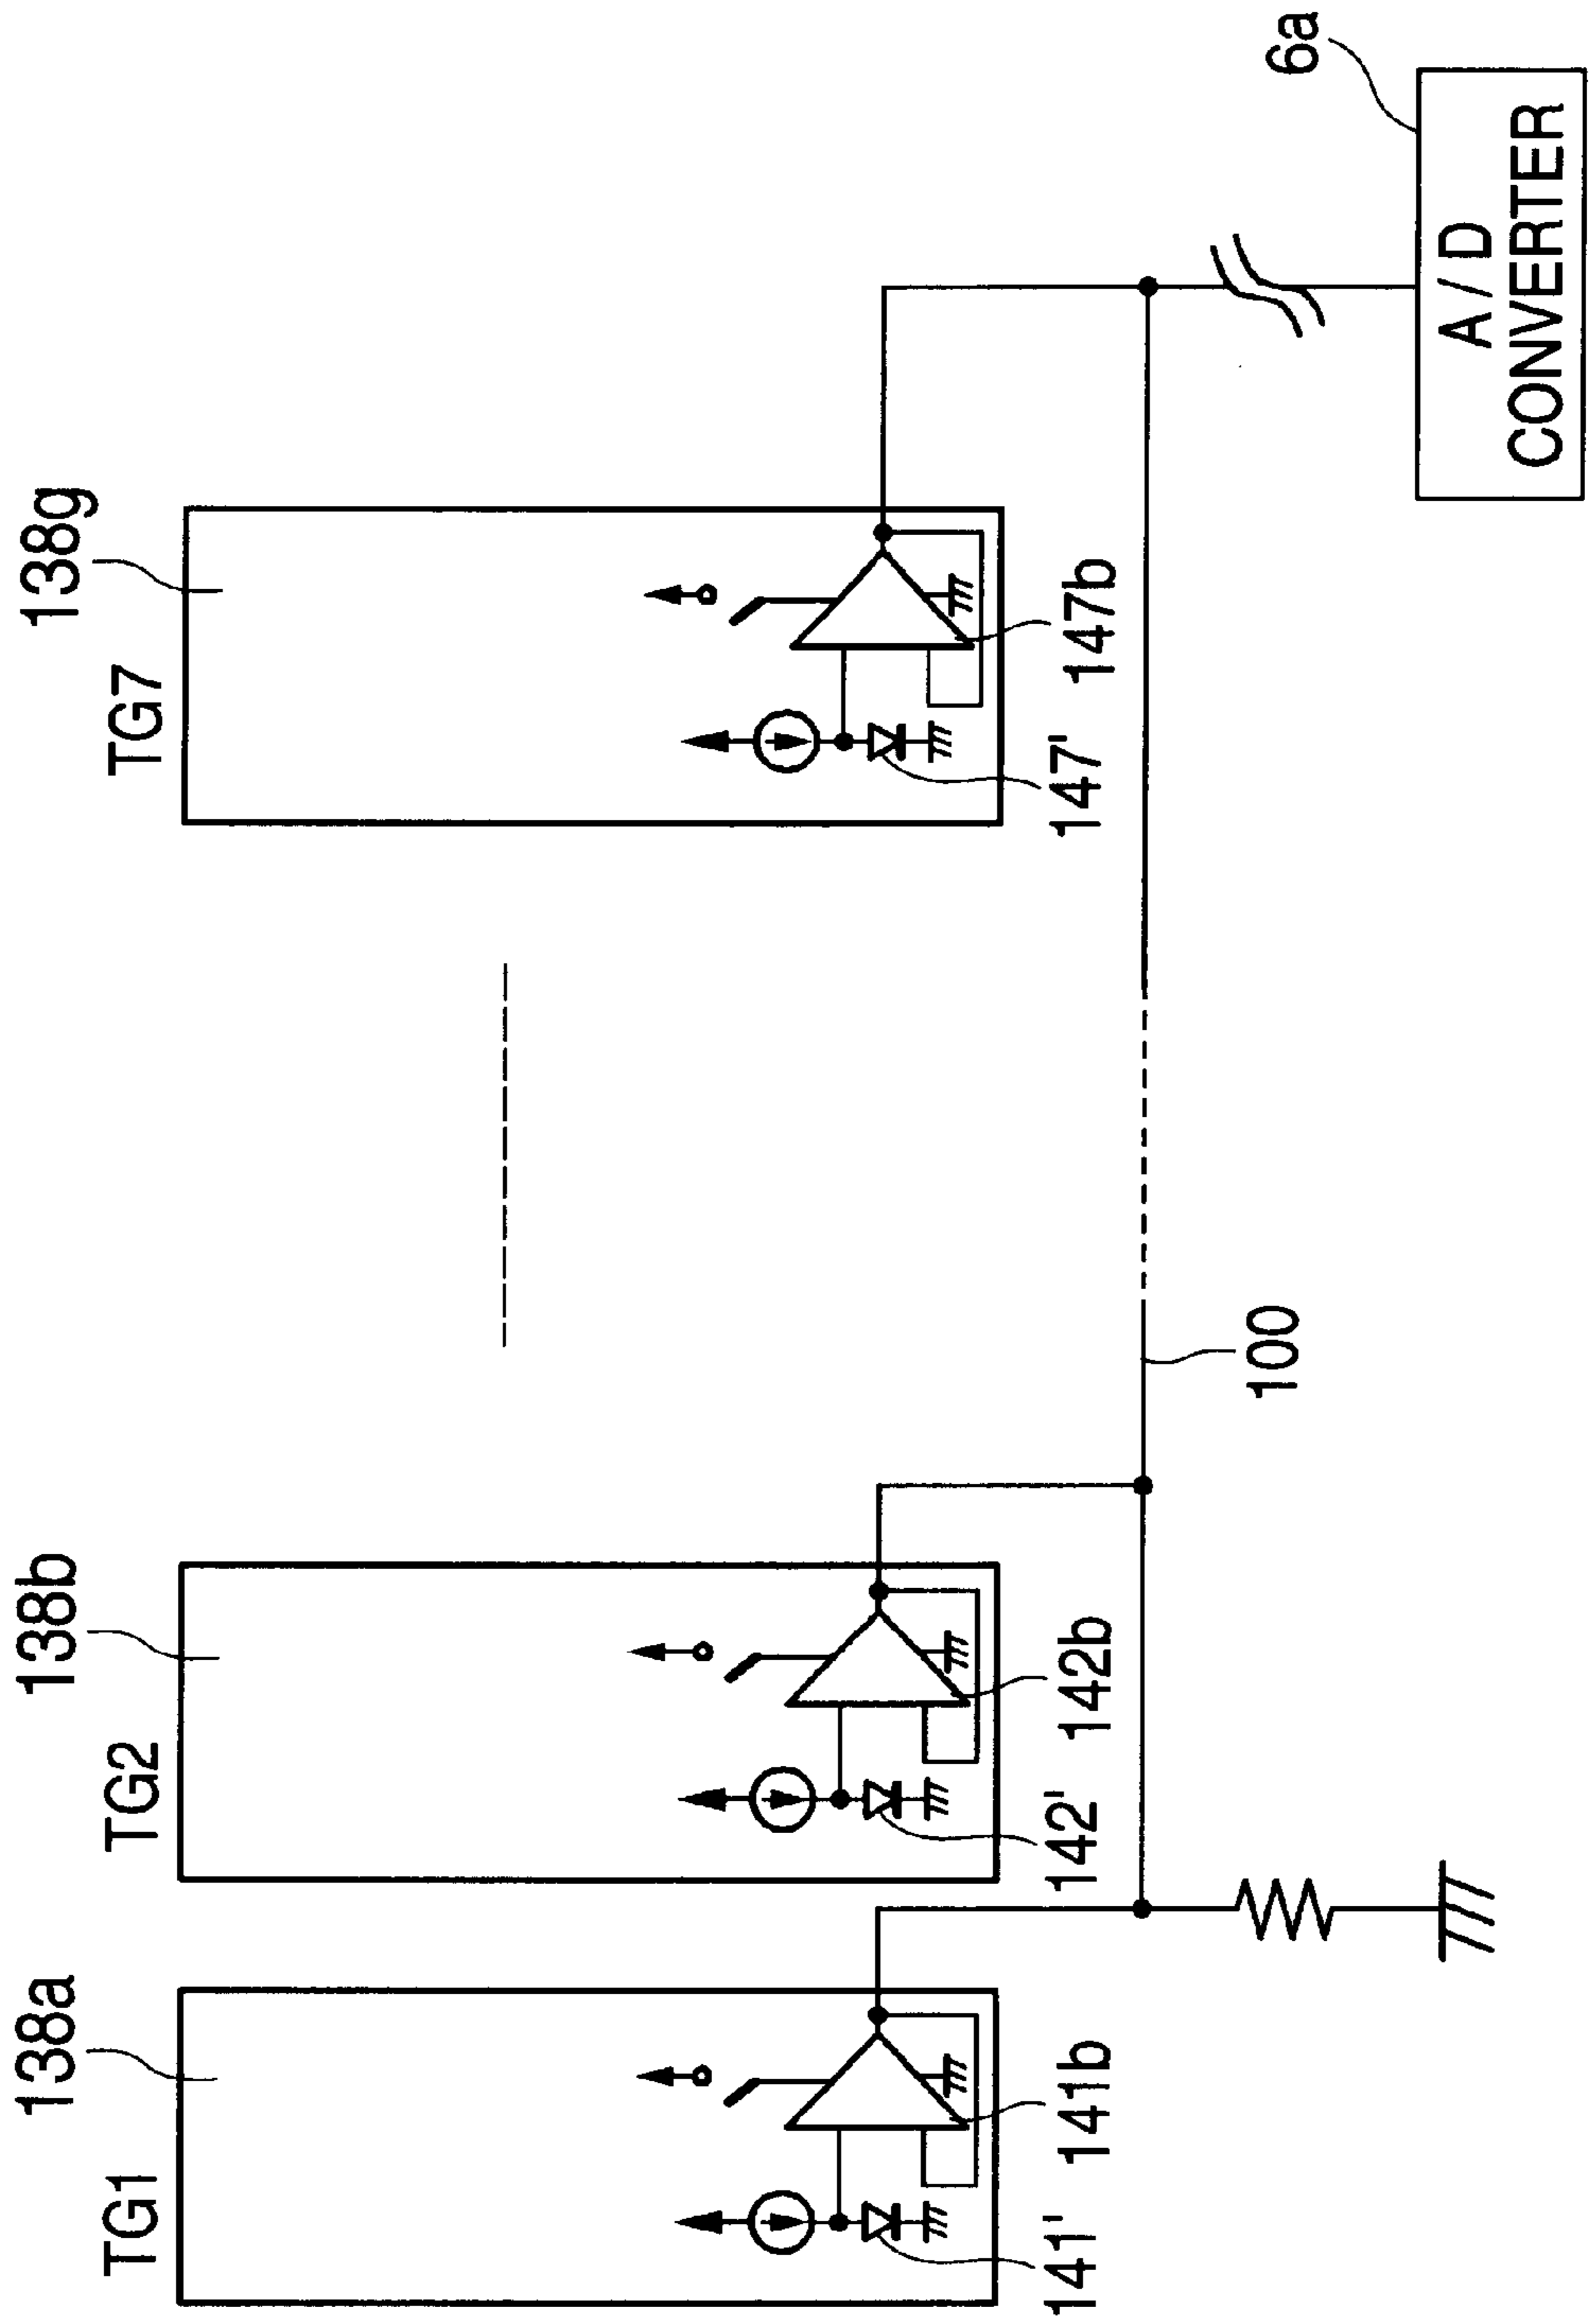 138a
138b
138g
TG1
TG2
TG7
141'
141b
142'
142b
147'
147b
100
6a
A / D
CONVERTER